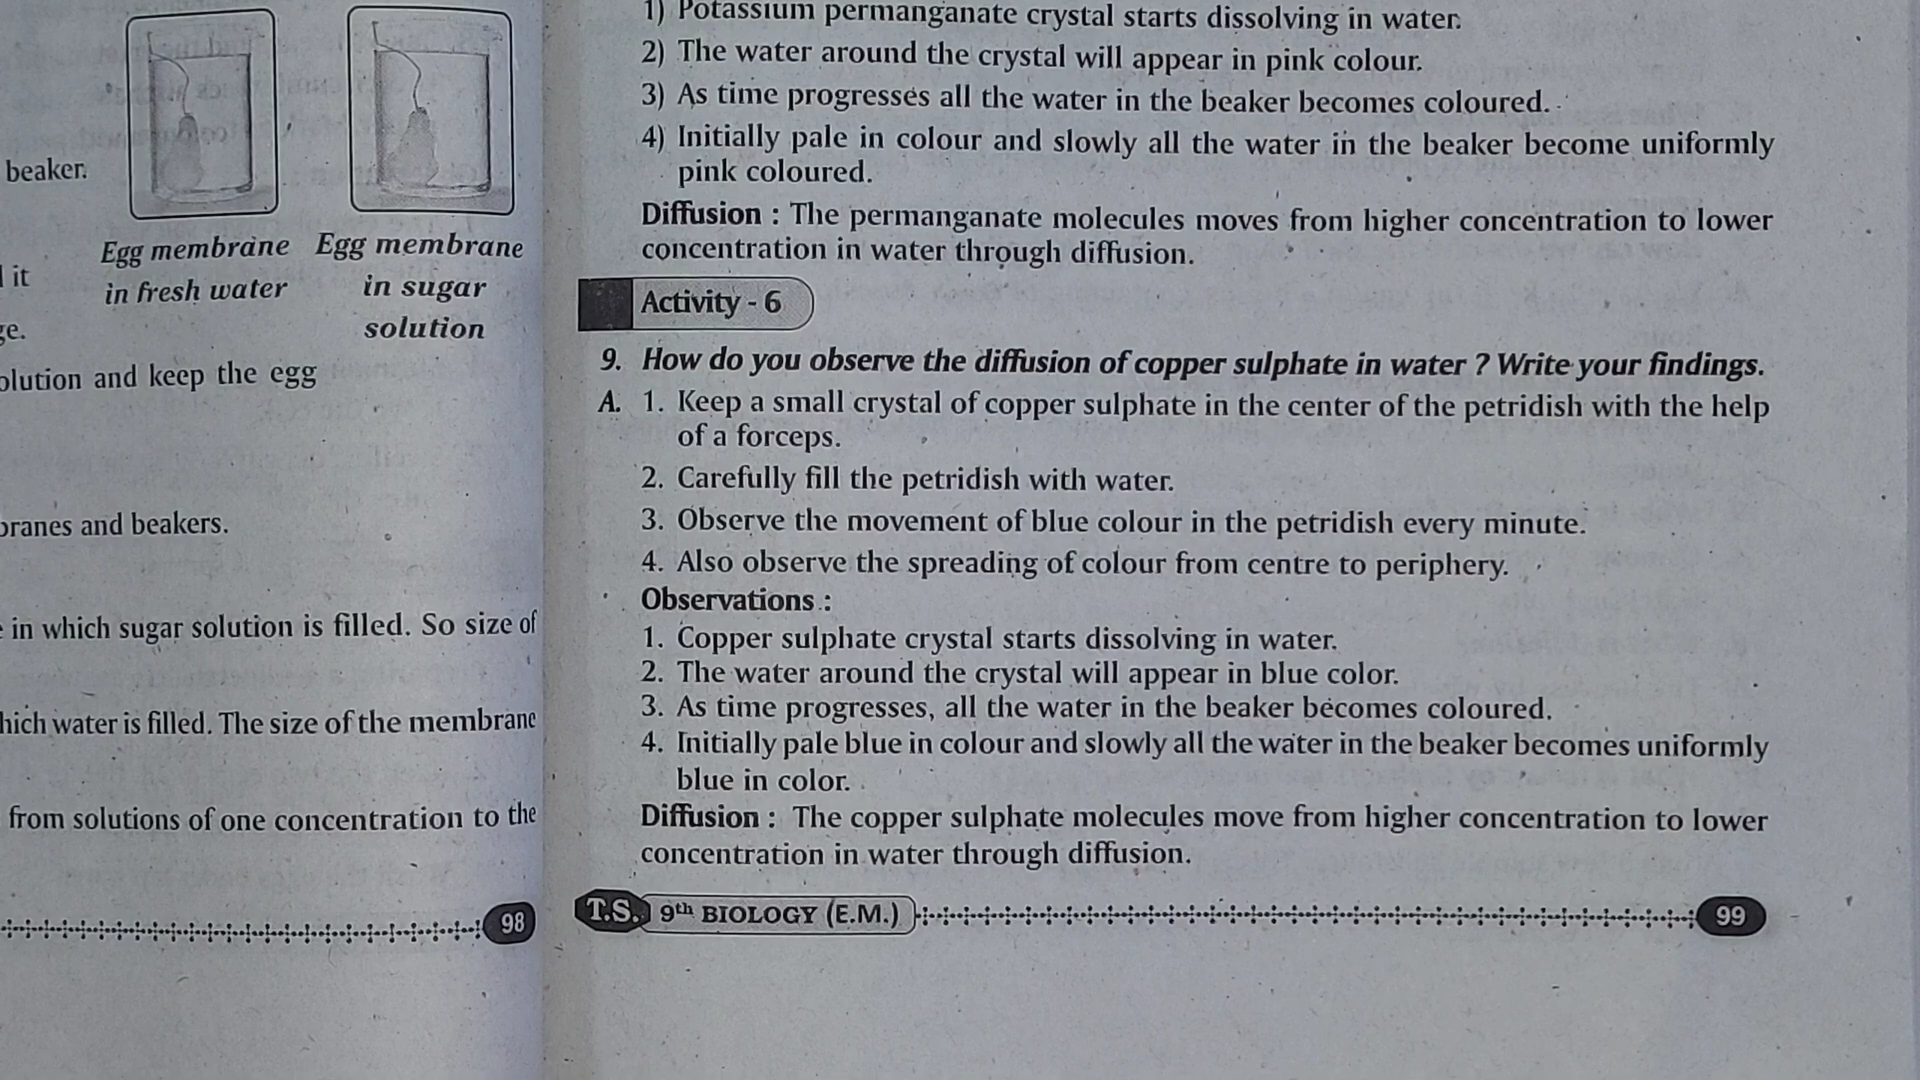 beaker.
Egg membrane
in fresh water
Egg membrane
in sugar
solution
it
olution and keep the egg
branes and beakers.
in which sugar solution is filled. So size of
hich water is filled. The size of the membrane
from solutions of one concentration to the
98
1) Potassium permanganate crystal starts dissolving in water.
2) The water around the crystal will appear in pink colour.
3) As time progresses all the water in the beaker becomes coloured.
4) Initially pale in colour and slowly all the water in the beaker become uniformly
pink coloured.
Diffusion : The permanganate molecules moves from higher concentration to lower
concentration in water through diffusion.
Activity - 6
9. How do you observe the diffusion of copper sulphate in water ? Write your findings.
A. 1. Keep a small crystal of copper sulphate in the center of the petridish with the help
of a forceps.
2. Carefully fill the petridish with water.
3. Observe the movement of blue colour in the petridish every minute.
4. Also observe the spreading of colour from centre to periphery.
Observations :
1. Copper sulphate crystal starts dissolving in water.
2. The water around the crystal will appear in blue color.
3. As time progresses, all the water in the beaker becomes coloured.
4. Initially pale blue in colour and slowly all the water in the beaker becomes uniformly
blue in color.
Diffusion : The copper sulphate molecules move from higher concentration to lower
concentration in water through diffusion.
T.S. 9th BIOLOGY (E.M.) 99